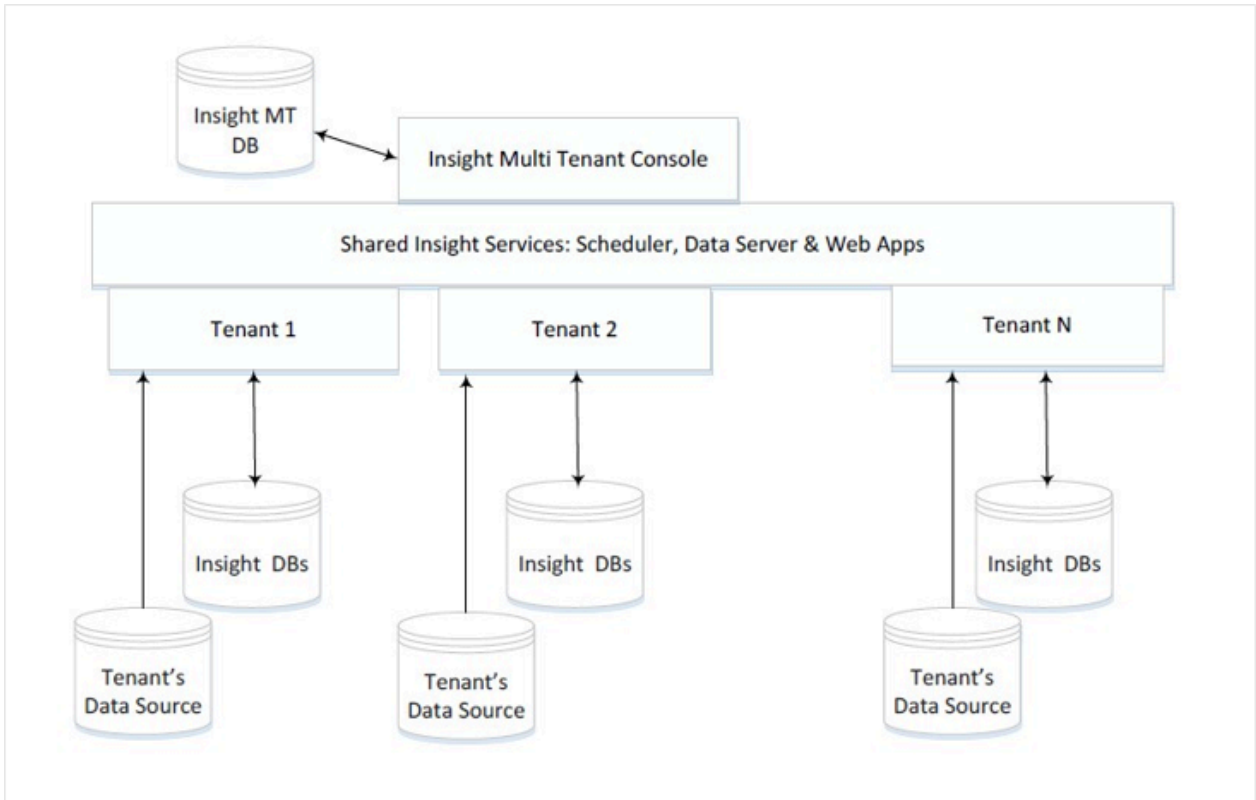 Insight MT
DB
Insight Multi Tenant Console
Shared Insight Services: Scheduler, Data Server & Web Apps
Tenant 1
Tenant 2
Tenant N
Insight DBs
Insight DBs
Insight DBs
Tenant’s
Data Source
Tenant’s
Data Source
Tenant’s
Data Source